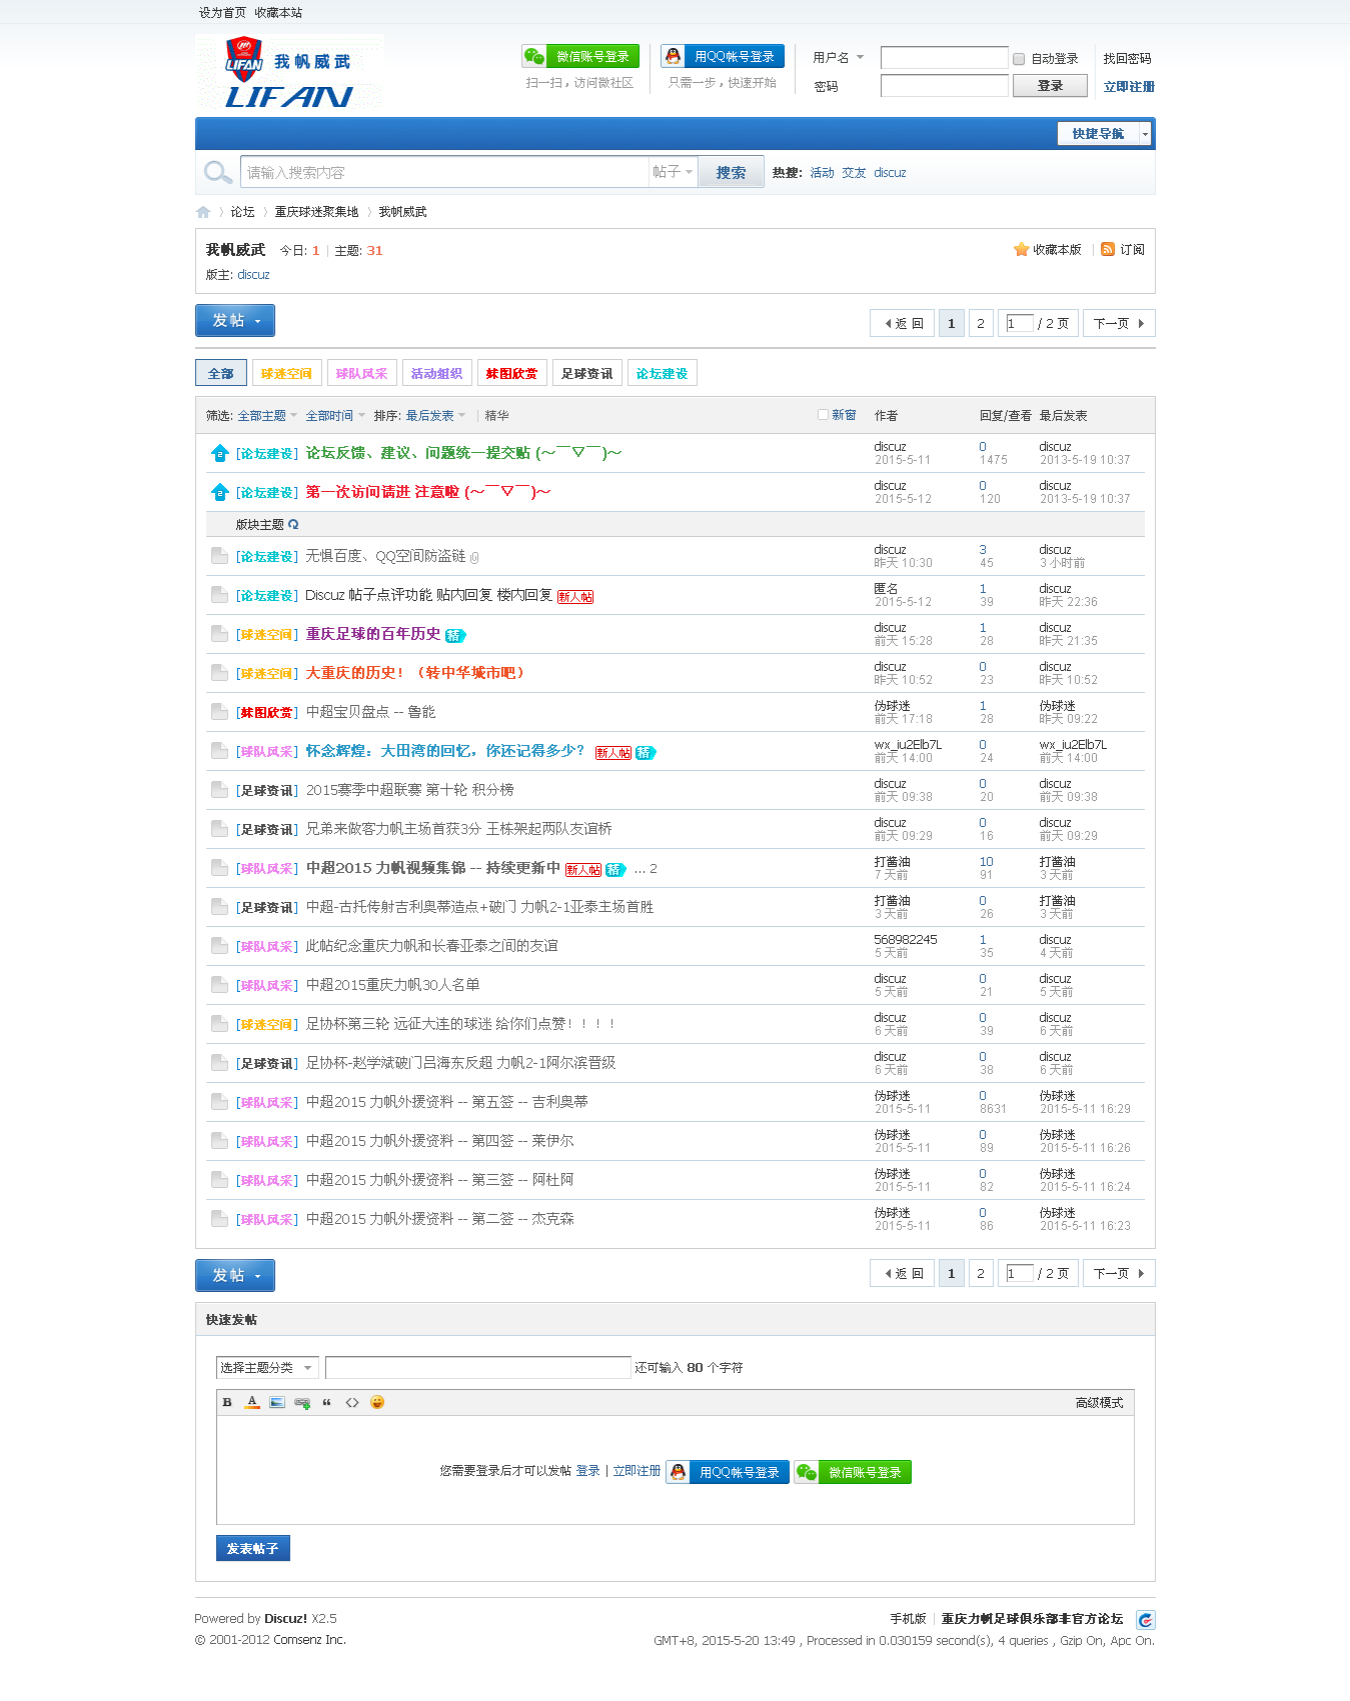 设为首页 收藏本站
LIFAN 我帆威武
LIFAN
微信账号登录 用QQ帐号登录 用户名 自动登录 找回密码
扫一扫，访问微社区 只需一步，快速开始 密码 登录 立即注册
快捷导航
请输入搜索内容 帖子 搜索 热搜: 活动 交友 discuz
论坛 重庆球迷聚集地 我帆威武
我帆威武 今日: 1 | 主题: 31 收藏本版 | 订阅
版主: discuz
发帖 返回 1 2 1 / 2 页 下一页
全部 球迷空间 球队风采 活动组织 妹图欣赏 足球资讯 论坛建设
筛选: 全部主题 全部时间 排序: 最后发表 | 精华 新窗 作者 回复/查看 最后发表
[论坛建设] 论坛反馈、建议、问题统一提交贴 (～￣▽￣)～ discuz 0 discuz
2015-5-11 1475 2013-5-19 10:37
[论坛建设] 第一次访问请进 注意啦 (～￣▽￣)～ discuz 0 discuz
2015-5-12 120 2013-5-19 10:37
版块主题
[论坛建设] 无惧百度、QQ空间防盗链 discuz 3 discuz
昨天 10:30 45 3 小时前
[论坛建设] Discuz 帖子点评功能 贴内回复 楼内回复 新人帖 匿名 1 discuz
2015-5-12 39 昨天 22:36
[球迷空间] 重庆足球的百年历史 精 discuz 1 discuz
前天 15:28 28 昨天 21:35
[球迷空间] 大重庆的历史！（转中华城市吧） discuz 0 discuz
昨天 10:52 23 昨天 10:52
[妹图欣赏] 中超宝贝盘点 -- 鲁能 伪球迷 1 伪球迷
前天 17:18 28 昨天 09:22
[球队风采] 怀念辉煌：大田湾的回忆，你还记得多少？ 新人帖 精 wx_iu2Elb7L 0 wx_iu2Elb7L
前天 14:00 24 前天 14:00
[足球资讯] 2015赛季中超联赛 第十轮 积分榜 discuz 0 discuz
前天 09:38 20 前天 09:38
[足球资讯] 兄弟来做客力帆主场首获3分 王栋架起两队友谊桥 discuz 0 discuz
前天 09:29 16 前天 09:29
[球队风采] 中超2015 力帆视频集锦 -- 持续更新中 新人帖 精 ... 2 打酱油 10 打酱油
7 天前 91 3 天前
[足球资讯] 中超-古托传射吉利奥蒂造点+破门 力帆2-1亚泰主场首胜 打酱油 0 打酱油
3 天前 26 3 天前
[球队风采] 此帖纪念重庆力帆和长春亚泰之间的友谊 568982245 1 discuz
5 天前 35 4 天前
[球队风采] 中超2015重庆力帆30人名单 discuz 0 discuz
5 天前 21 5 天前
[球迷空间] 足协杯第三轮 远征大连的球迷 给你们点赞！！！！ discuz 0 discuz
6 天前 39 6 天前
[足球资讯] 足协杯-赵学斌破门吕海东反超 力帆2-1阿尔滨晋级 discuz 0 discuz
6 天前 38 6 天前
[球队风采] 中超2015 力帆外援资料 -- 第五签 -- 吉利奥蒂 伪球迷 0 伪球迷
2015-5-11 8631 2015-5-11 16:29
[球队风采] 中超2015 力帆外援资料 -- 第四签 -- 莱伊尔 伪球迷 0 伪球迷
2015-5-11 89 2015-5-11 16:26
[球队风采] 中超2015 力帆外援资料 -- 第三签 -- 阿杜阿 伪球迷 0 伪球迷
2015-5-11 82 2015-5-11 16:24
[球队风采] 中超2015 力帆外援资料 -- 第二签 -- 杰克森 伪球迷 0 伪球迷
2015-5-11 86 2015-5-11 16:23
发帖 返回 1 2 1 / 2 页 下一页
快速发帖
选择主题分类 还可输入 80 个字符
B A “ <> 高级模式
您需要登录后才可以发帖 登录 | 立即注册 用QQ帐号登录 微信账号登录
发表帖子
Powered by Discuz! X2.5 手机版 | 重庆力帆足球俱乐部非官方论坛
© 2001-2012 Comsenz Inc. GMT+8, 2015-5-20 13:49 , Processed in 0.030159 second(s), 4 queries , Gzip On, Apc On.